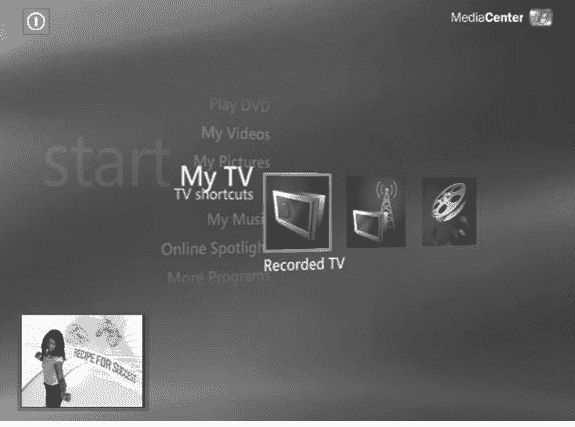 MediaCenter
start
Play DVD
My Videos
My Pictures
My TV
TV shortcuts
My Music
Online Spotlight
More Programs
Recorded TV
RECIPE FOR SUCCESS